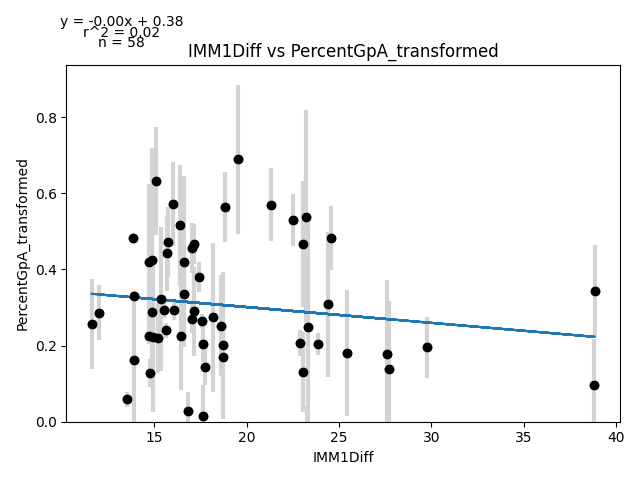 y = -0.00x + 0.38
r^2 = 0.02
n = 58
IMM1Diff vs PercentGpA_transformed
PercentGpA_transformed
0.8
0.6
0.4
0.2
0.0
15
20
25
30
35
40
IMM1Diff